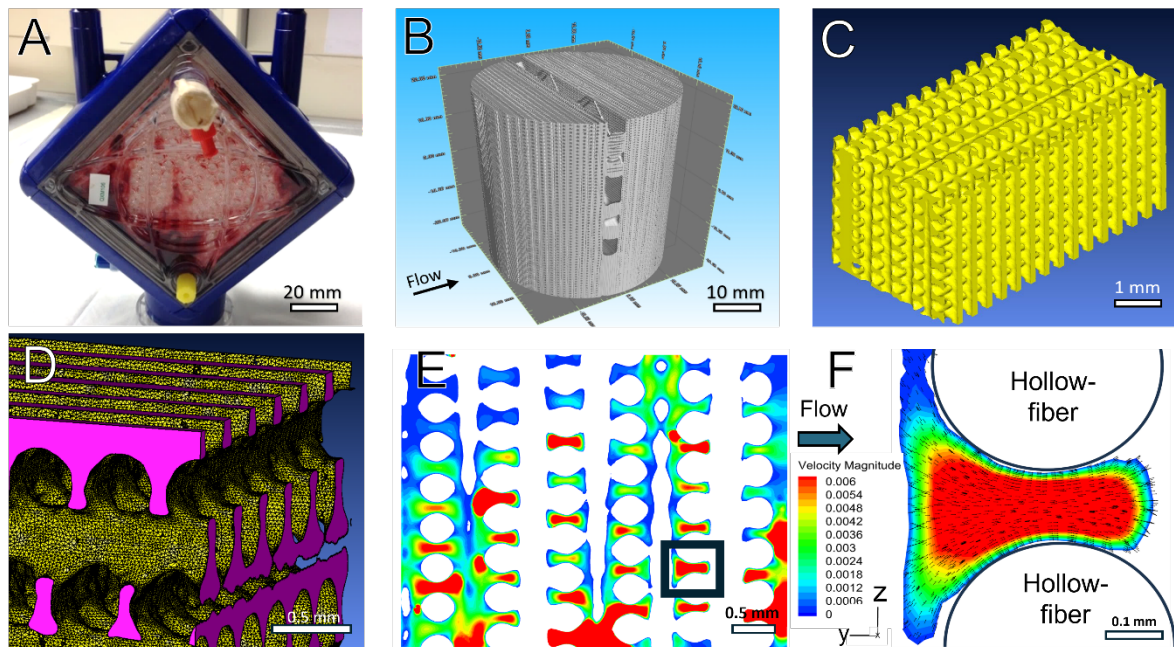 A
20 mm
B
Flow
10 mm
C
1 mm
D
0.5 mm
E
0.5 mm
Flow
Velocity Magnitude
0.006
0.0054
0.0048
0.0042
0.0036
0.003
0.0024
0.0018
0.0012
0.0006
0
z
y
x
F
Hollow-
fiber
Hollow-
fiber
0.1 mm